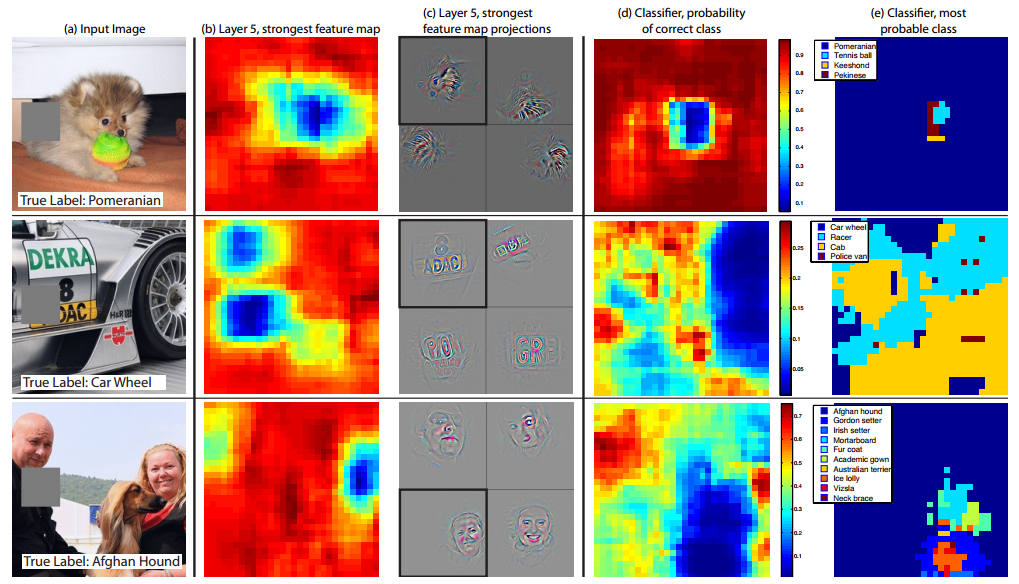 (a) Input Image
(b) Layer 5, strongest feature map
(c) Layer 5, strongest
feature map projections
(d) Classifier, probability
of correct class
(e) Classifier, most
probable class
True Label: Pomeranian
0.9
0.8
0.7
0.6
0.5
0.4
0.3
0.2
0.1
Pomeranian
Tennis ball
Keeshond
Pekinese
DEKRA
8
DAC
H&R
WÜRTH
True Label: Car Wheel
ADAC
GRE
0.25
0.2
0.15
0.1
0.05
Car wheel
Racer
Cab
Police van
True Label: Afghan Hound
0.7
0.6
0.5
0.4
0.3
0.2
0.1
Afghan hound
Gordon setter
Irish setter
Mortarboard
Fur coat
Academic gown
Australian terrier
Ice lolly
Vizsla
Neck brace